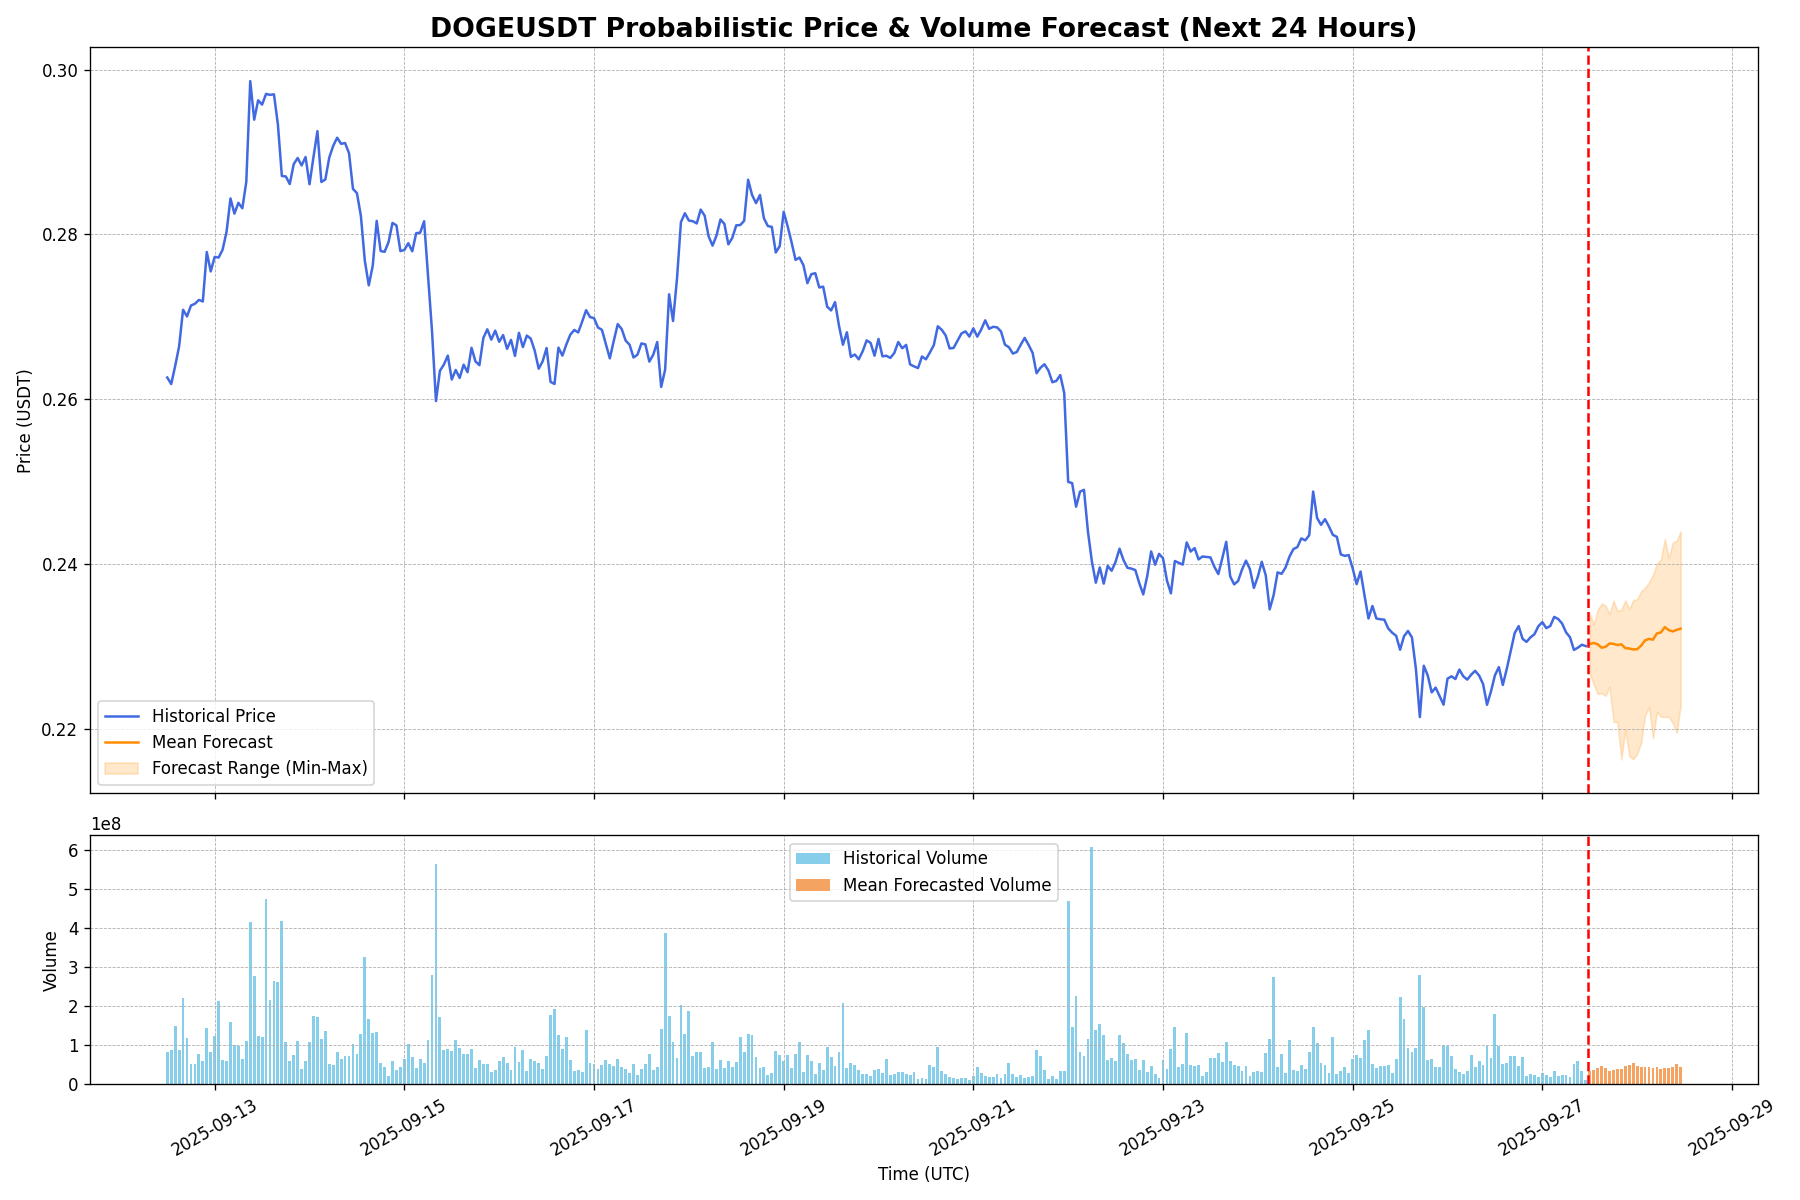 DOGEUSDT Probabilistic Price & Volume Forecast (Next 24 Hours)
0.30
0.28
0.26
0.24
0.22
Price (USDT)
Historical Price
Mean Forecast
Forecast Range (Min-Max)
1e8
6
5
4
3
2
1
0
Volume
Historical Volume
Mean Forecasted Volume
2025-09-13
2025-09-15
2025-09-17
2025-09-19
2025-09-21
2025-09-23
2025-09-25
2025-09-27
2025-09-29
Time (UTC)